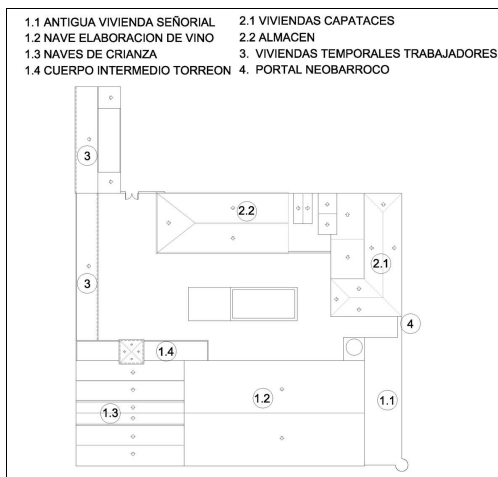 1.1 ANTIGUA VIVIENDA SEÑORIAL
1.2 NAVE ELABORACION DE VINO
1.3 NAVES DE CRIANZA
1.4 CUERPO INTERMEDIO TORREON
2.1 VIVIENDAS CAPATACES
2.2 ALMACEN
3. VIVIENDAS TEMPORALES TRABAJADORES
4. PORTAL NEOBARROCO
3
2.2
2.1
3
4
1.4
1.2
1.1
1.3